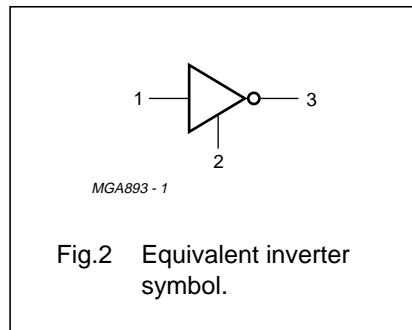 1
3
2
MGA893 - 1
Fig.2 Equivalent inverter
symbol.